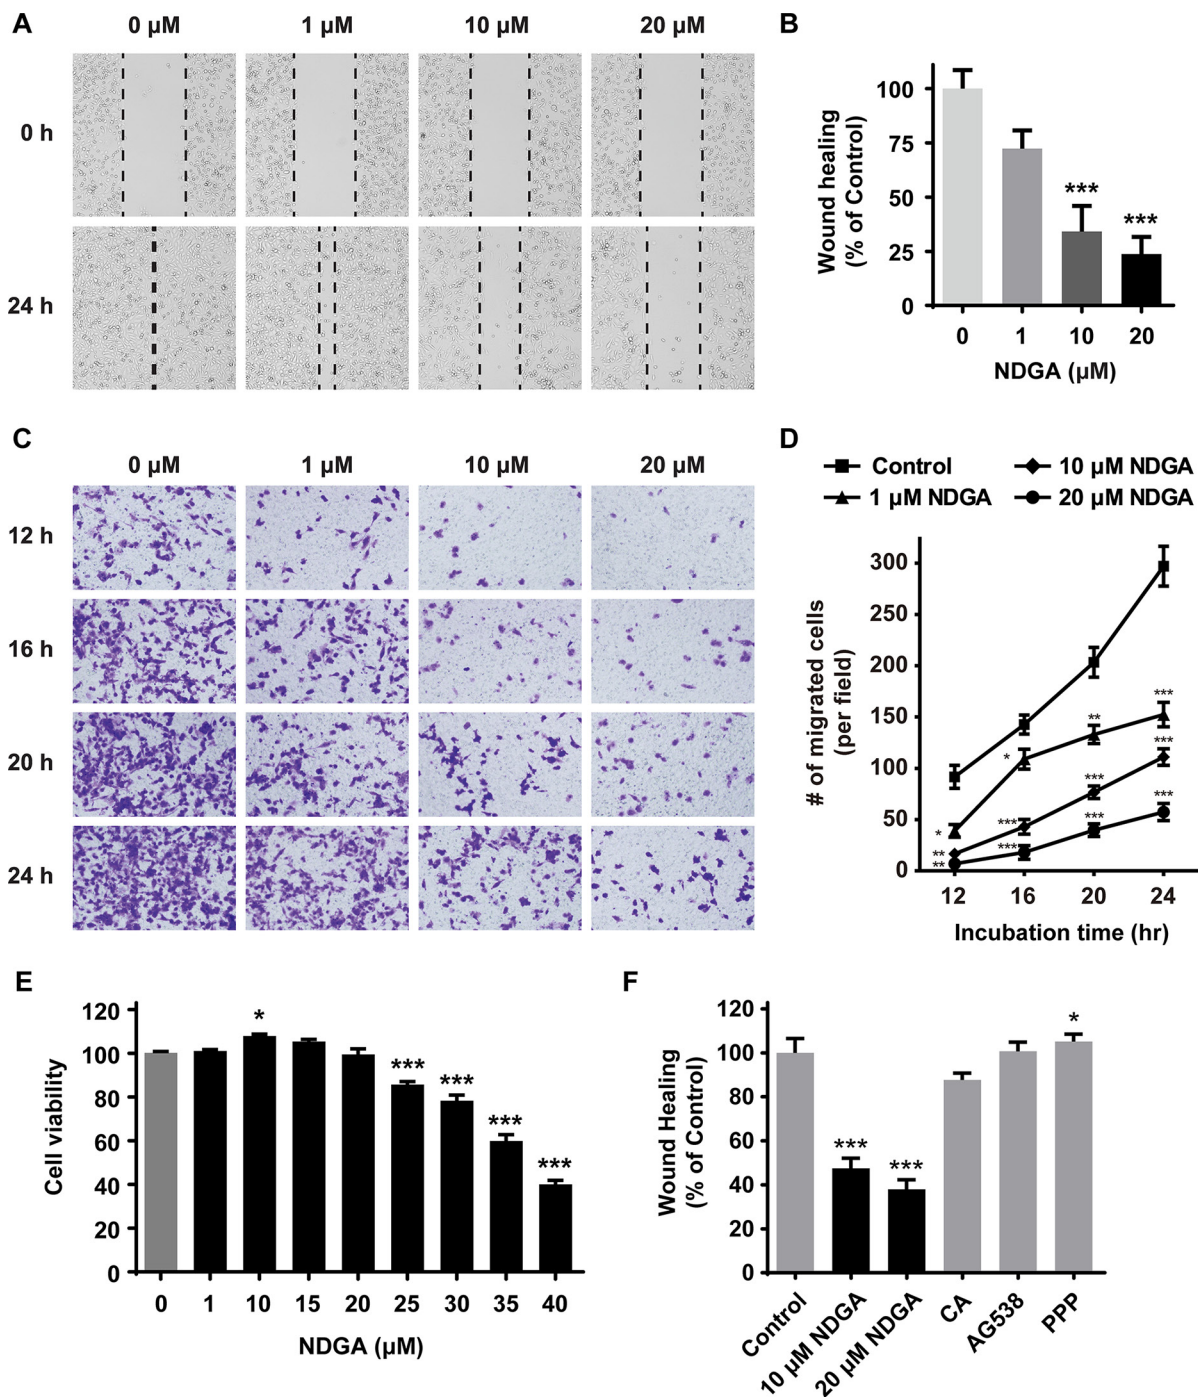 A
0 µM 1 µM 10 µM 20 µM
0 h
24 h
B
Wound healing
(% of Control)
100
75
50
25
0
***
***
0 1 10 20
NDGA (µM)
C
0 µM 1 µM 10 µM 20 µM
12 h
16 h
20 h
24 h
D
Control
1 µM NDGA
10 µM NDGA
20 µM NDGA
# of migrated cells
(per field)
300
250
200
150
100
50
0
*
**
**
*
***
***
**
***
***
***
***
***
12 16 20 24
Incubation time (hr)
E
Cell viability
120
100
80
60
40
20
0
*
***
***
***
***
0 1 10 15 20 25 30 35 40
NDGA (µM)
F
Wound Healing
(% of Control)
120
100
80
60
40
20
0
***
***
*
Control
10 µM NDGA
20 µM NDGA
CA
AG538
PPP